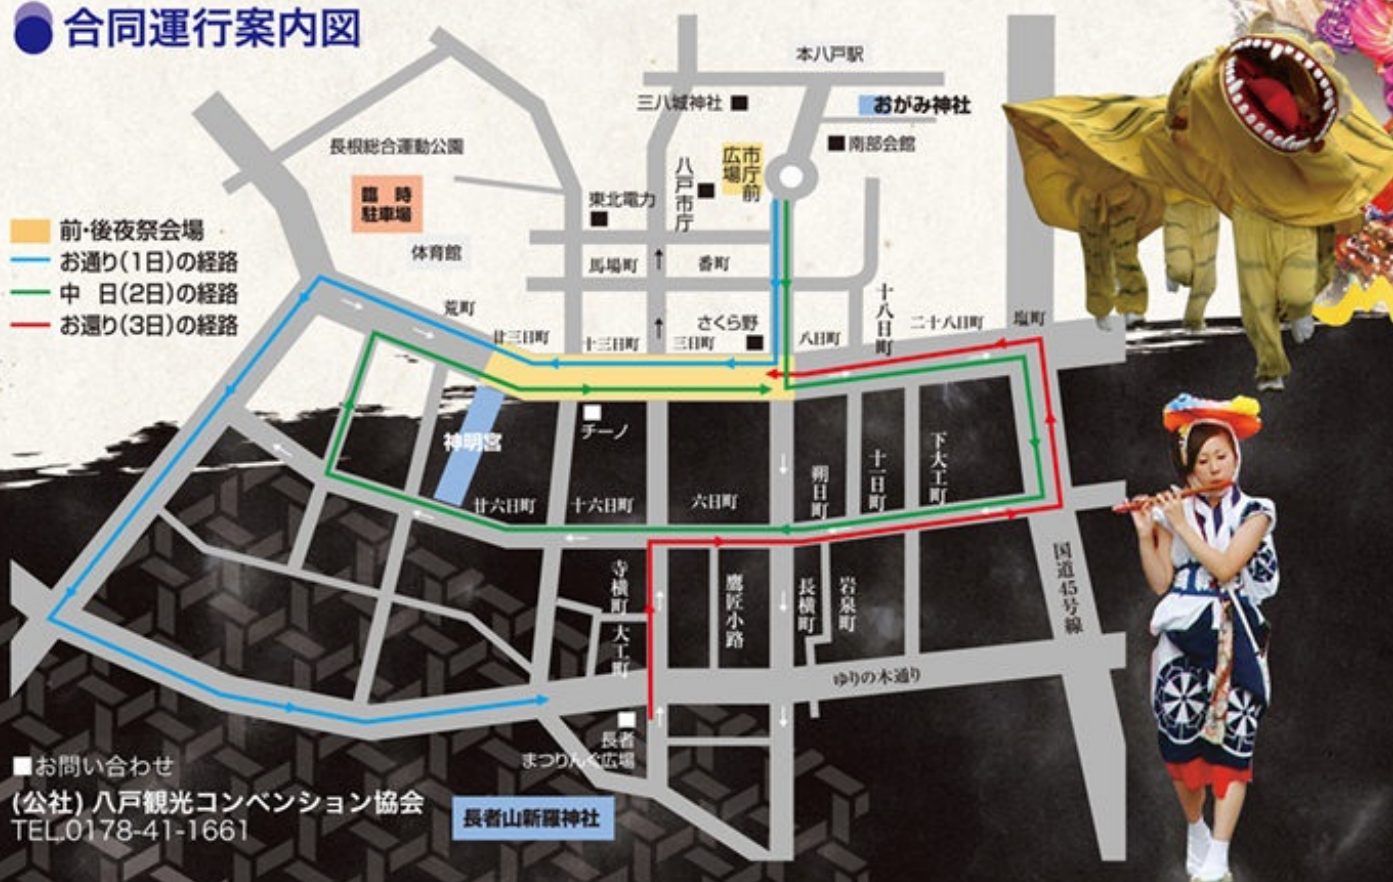 合同運行案内図
本八戸駅
三八城神社
おがみ神社
南部会館
長根総合運動公園
市庁前
広場
八戸市庁
臨時
駐車場
東北電力
体育館
前・後夜祭会場
お通り(1日)の経路
中 日(2日)の経路
お還り(3日)の経路
馬場町
番町
荒町
廿三日町
十三日町
三日町
さくら野
八日町
十八日町
二十八日町
塩町
チーノ
神明宮
廿六日町
十六日町
六日町
朔日町
十一日町
下大工町
寺横町
大工町
鷹匠小路
長横町
岩泉町
国道45号線
ゆりの木通り
長者
まつりんぐ広場
■お問い合わせ
(公社)八戸観光コンベンション協会
TEL.0178-41-1661
長者山新羅神社